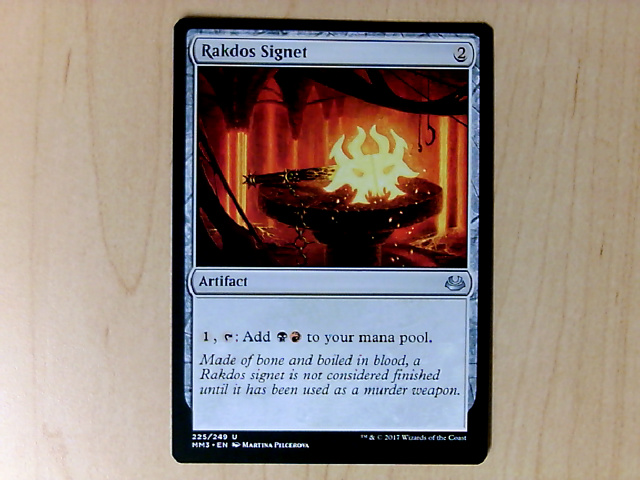 Rakdos Signet 2
Artifact
1, : Add to your mana pool.
Made of bone and boiled in blood, a
Rakdos signet is not considered finished
until it has been used as a murder weapon.
225/249 U
MM3 • EN Martina Pilcerova
™ & © 2017 Wizards of the Coast